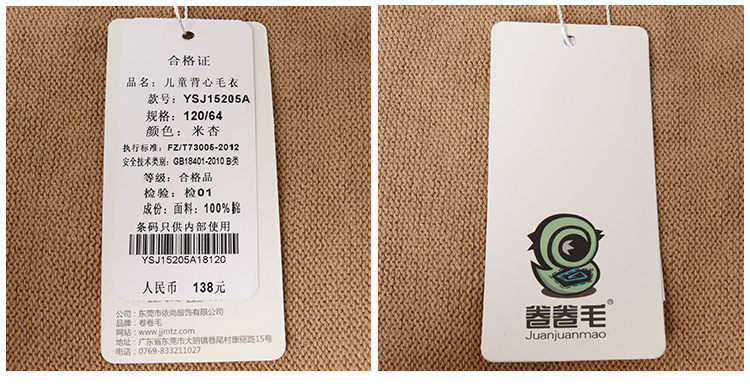 合格证
品名：儿童背心毛衣
款号：YSJ15205A
规格：120/64
颜色：米杏
执行标准：FZ/T73005-2012
安全技术类别：GB18401-2010 B类
等级：合格品
检验：检01
成份：面料：100%棉
条码只供内部使用
YSJ15205A18120
人民币 138元
公司：东莞市依尚服饰有限公司
品牌：卷卷毛
网站：www.jjmtz.com
地址：广东省东莞市大朗镇巷尾村康丽路15号
电话：0769-833211027
卷卷毛®
Juanjuanmao